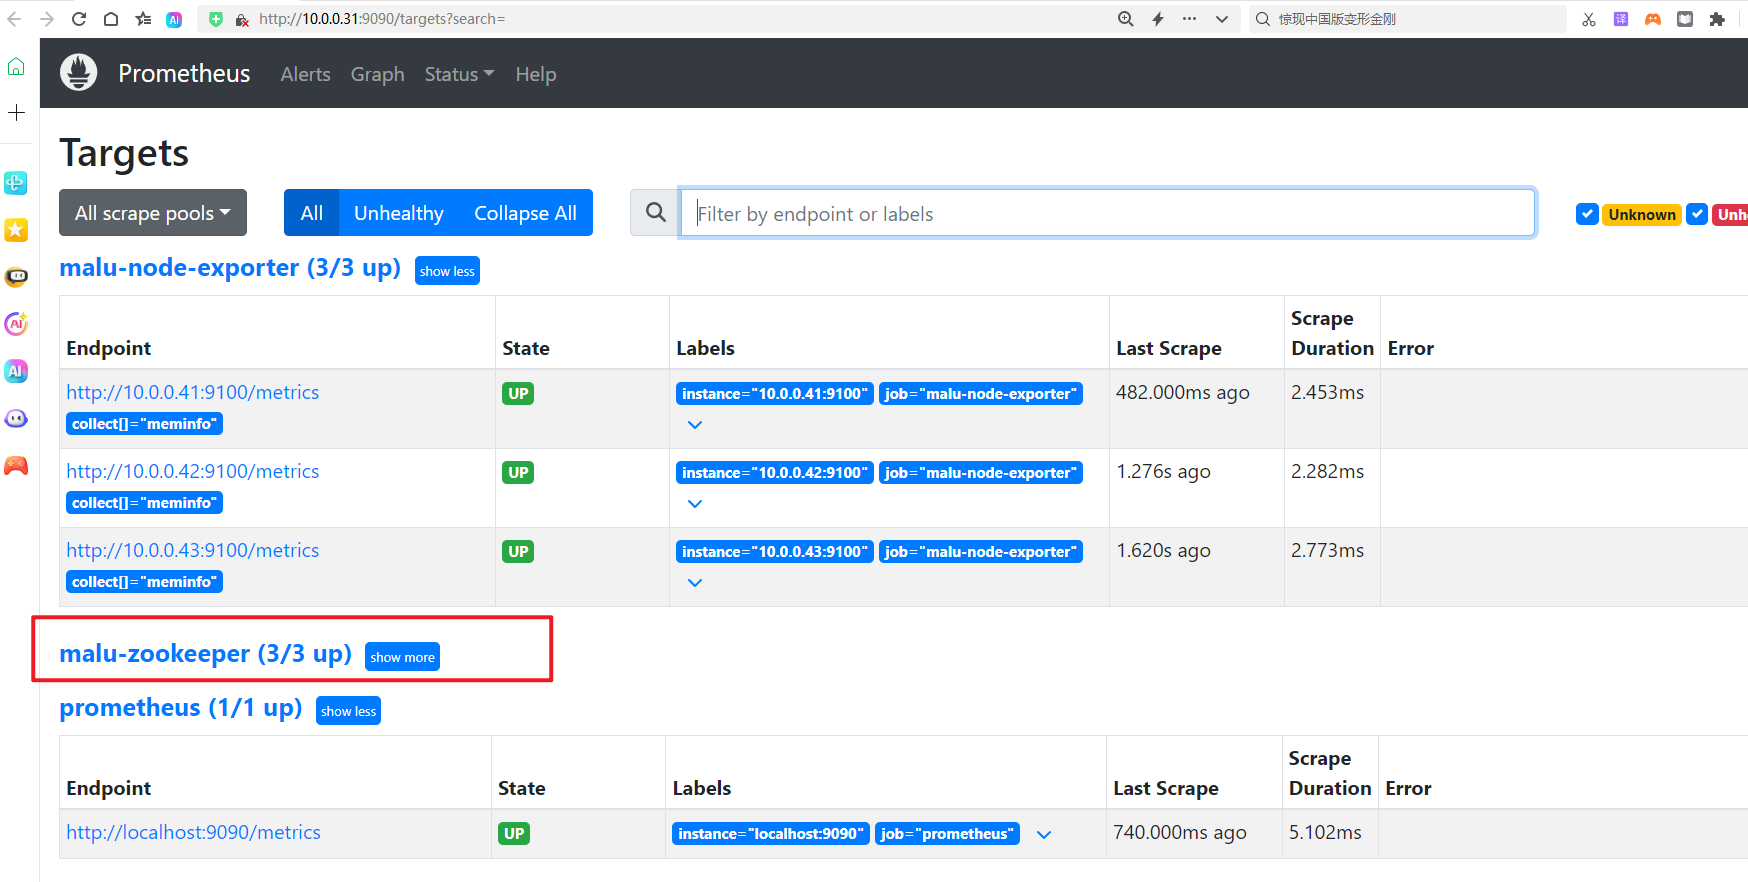 http://10.0.0.31:9090/targets?search=
惊现中国版变形金刚
译
AI
Prometheus Alerts Graph Status Help
Targets
All scrape pools All Unhealthy Collapse All Filter by endpoint or labels Unknown
malu-node-exporter (3/3 up) show less
Endpoint State Labels Last Scrape Scrape Duration Error
http://10.0.0.41:9100/metrics UP instance="10.0.0.41:9100" job="malu-node-exporter" 482.000ms ago 2.453ms
collect[]="meminfo"
http://10.0.0.42:9100/metrics UP instance="10.0.0.42:9100" job="malu-node-exporter" 1.276s ago 2.282ms
collect[]="meminfo"
http://10.0.0.43:9100/metrics UP instance="10.0.0.43:9100" job="malu-node-exporter" 1.620s ago 2.773ms
collect[]="meminfo"
AI
AI
malu-zookeeper (3/3 up) show more
prometheus (1/1 up) show less
Endpoint State Labels Last Scrape Scrape Duration Error
http://localhost:9090/metrics UP instance="localhost:9090" job="prometheus" 740.000ms ago 5.102ms